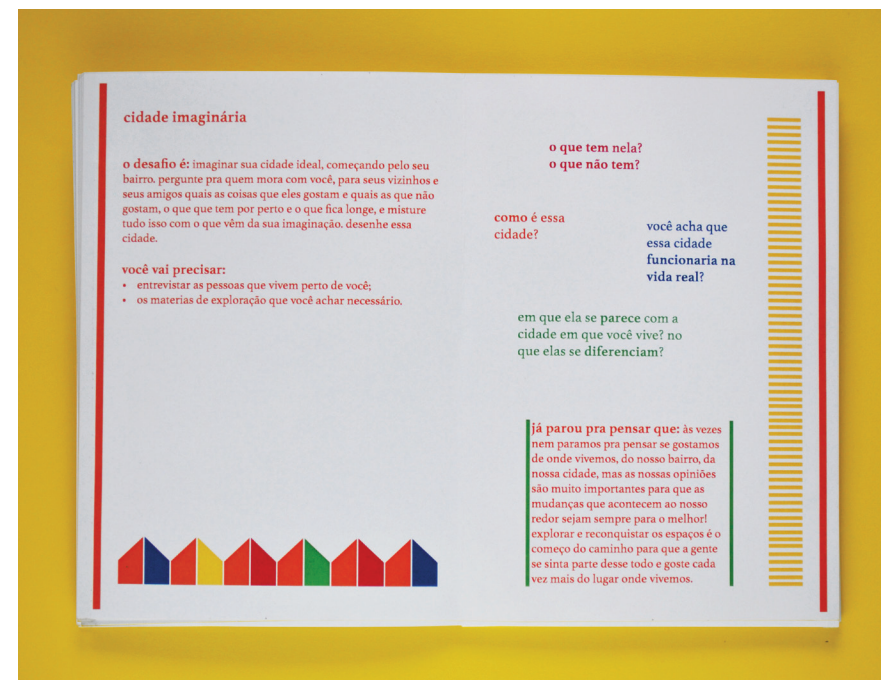 cidade imaginária
o desafio é: imaginar sua cidade ideal, começando pelo seu
bairro. pergunte pra quem mora com você, para seus vizinhos e
seus amigos quais as coisas que eles gostam e quais as que não
gostam, o que que tem por perto e o que fica longe, e misture
tudo isso com o que vêm da sua imaginação. desenhe essa
cidade.
você vai precisar:
• entrevistar as pessoas que vivem perto de você;
• os materias de exploração que você achar necessário.
o que tem nela?
o que não tem?
como é essa
cidade?
você acha que
essa cidade
funcionaria na
vida real?
em que ela se parece com a
cidade em que você vive? no
que elas se diferenciam?
já parou pra pensar que: às vezes
nem paramos pra pensar se gostamos
de onde vivemos, do nosso bairro, da
nossa cidade, mas as nossas opiniões
são muito importantes para que as
mudanças que acontecem ao nosso
redor sejam sempre para o melhor!
explorar e reconquistar os espaços é o
começo do caminho para que a gente
se sinta parte desse todo e goste cada
vez mais do lugar onde vivemos.